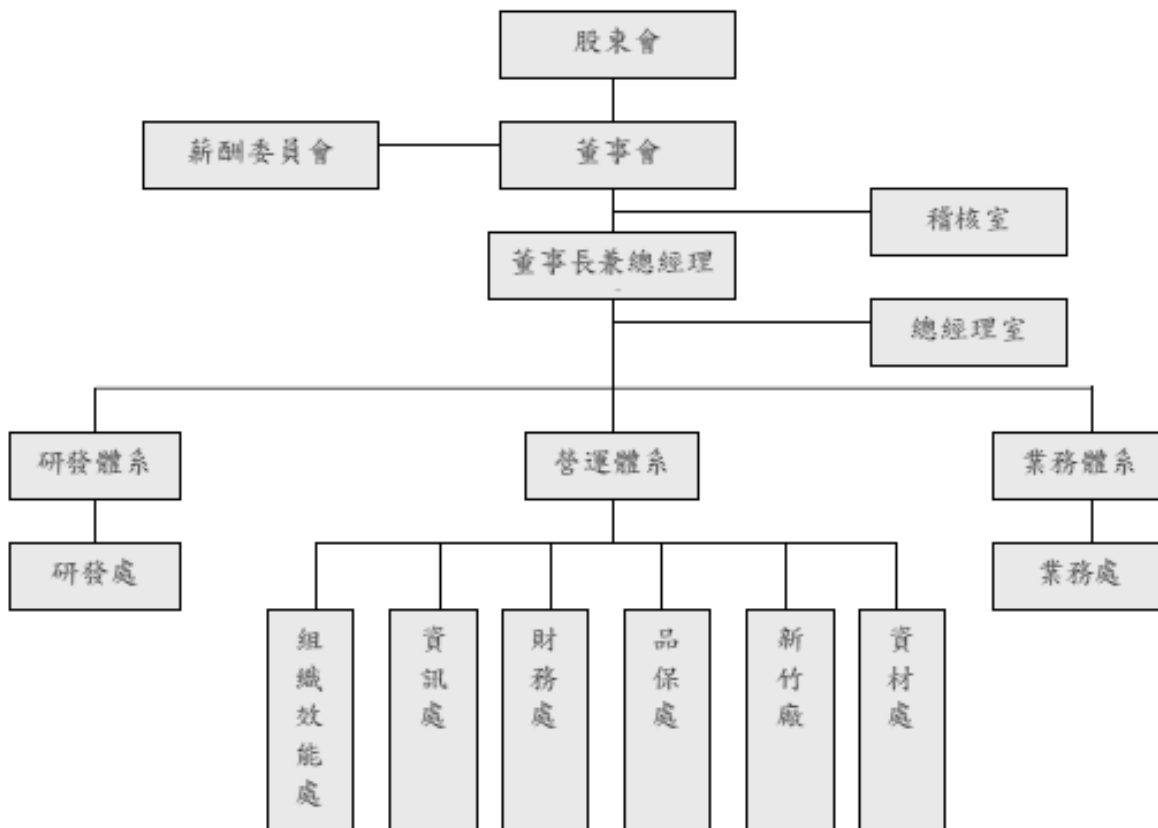 股東會
薪酬委員會
董事會
稽核室
董事長兼總經理
總經理室
研發體系
營運體系
業務體系
研發處
業務處
組織效能處
資訊處
財務處
品保處
新竹廠
資材處